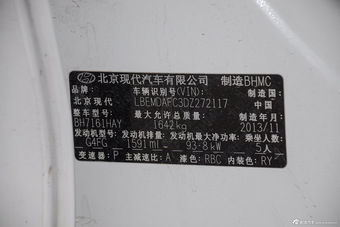 北京现代汽车有限公司 制造BHMC
品牌: 车辆识别号(VIN): 制造国:
北京现代 LBEMDAFC3DZ272117 中国
整车型号: 最大允许总质量: 制造年月:
BH7161HAY 1642kg 2013/11
发动机型号: 发动机排量: 发动机最大净功率: 乘坐人数:
G4FG 1591ml 93.8kW 5人
变速器: P 主减速比: A 漆色: RBC 内装色: RY